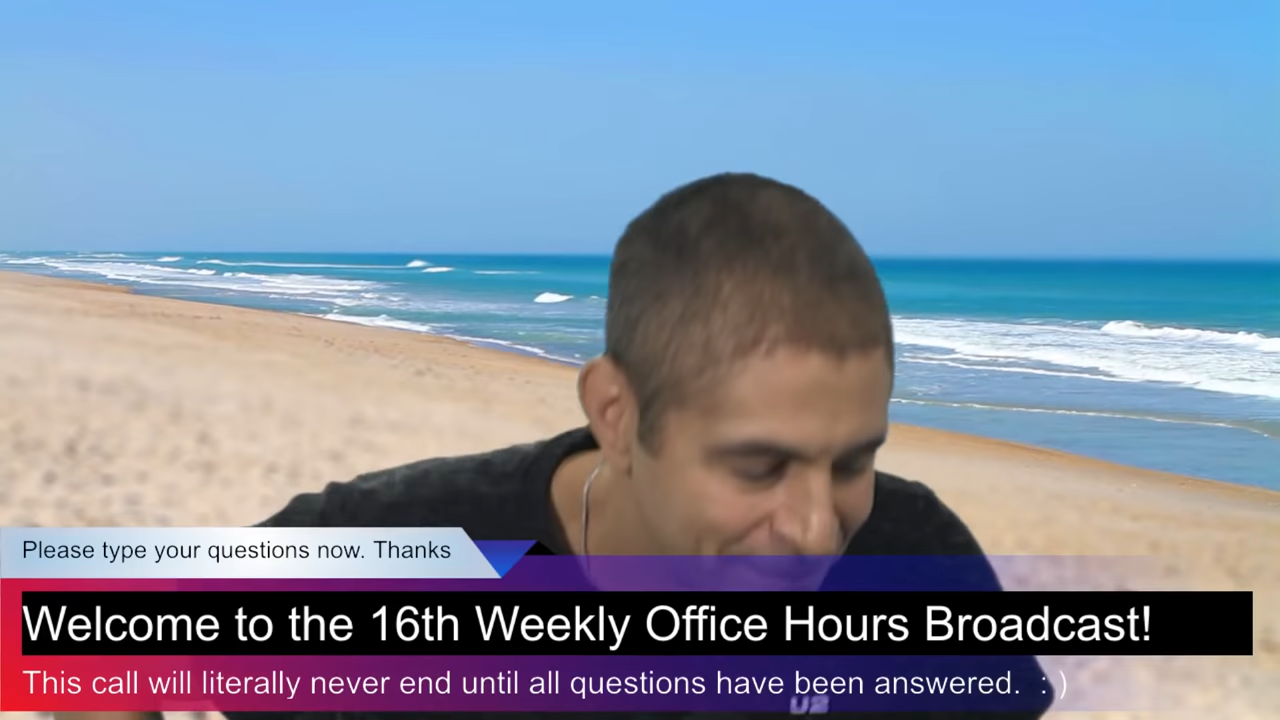 Please type your questions now. Thanks
Welcome to the 16th Weekly Office Hours Broadcast!
This call will literally never end until all questions have been answered.  : )